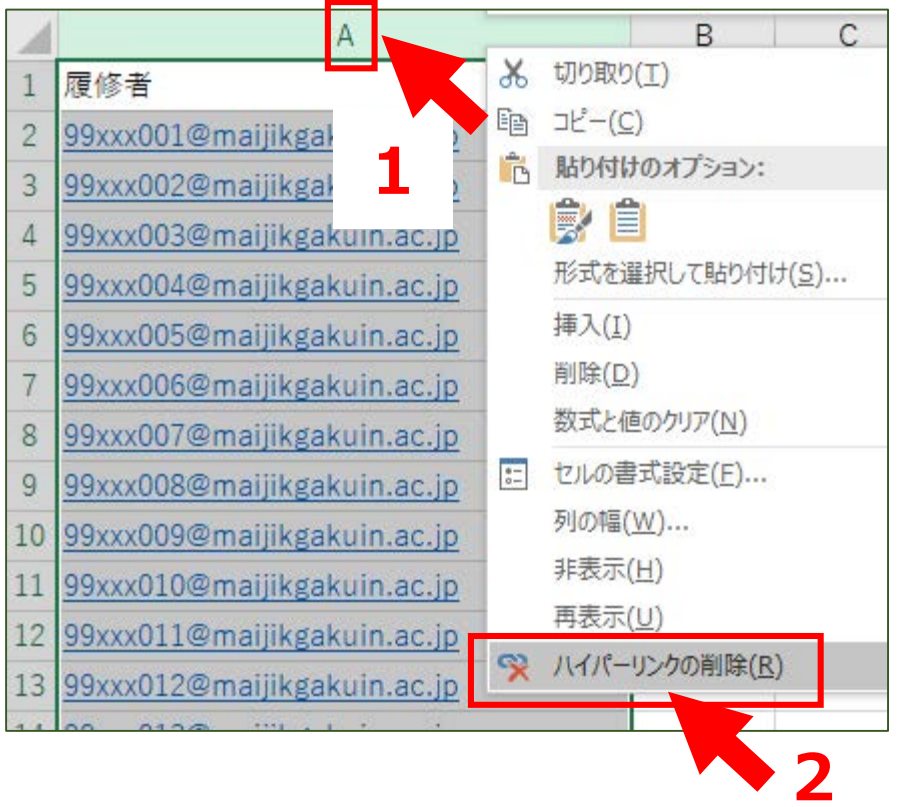 A B C
1 履修者
2 99xxx001@maijikgak
3 99xxx002@maijikgak
4 99xxx003@maijikgakuin.ac.jp
5 99xxx004@maijikgakuin.ac.jp
6 99xxx005@maijikgakuin.ac.jp
7 99xxx006@maijikgakuin.ac.jp
8 99xxx007@maijikgakuin.ac.jp
9 99xxx008@maijikgakuin.ac.jp
10 99xxx009@maijikgakuin.ac.jp
11 99xxx010@maijikgakuin.ac.jp
12 99xxx011@maijikgakuin.ac.jp
13 99xxx012@maijikgakuin.ac.jp
1
切り取り(T)
コピー(C)
貼り付けのオプション:
形式を選択して貼り付け(S)...
挿入(I)
削除(D)
数式と値のクリア(N)
セルの書式設定(F)...
列の幅(W)...
非表示(H)
再表示(U)
ハイパーリンクの削除(R)
2